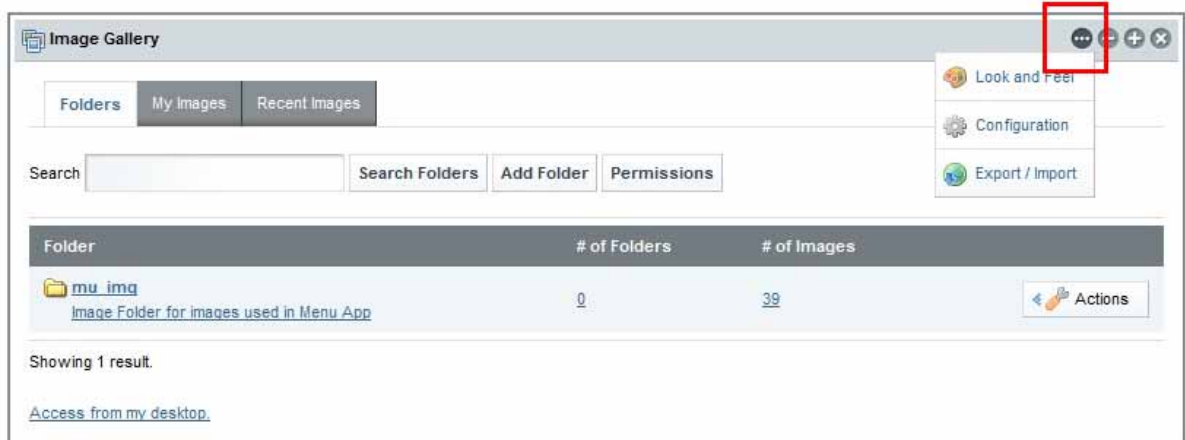 Image Gallery
Look and Feel
Folders My Images Recent Images
Configuration
Search Search Folders Add Folder Permissions
Export / Import
Folder # of Folders # of Images
mu_img
Image Folder for images used in Menu App
0 39 Actions
Showing 1 result.
Access from my desktop.